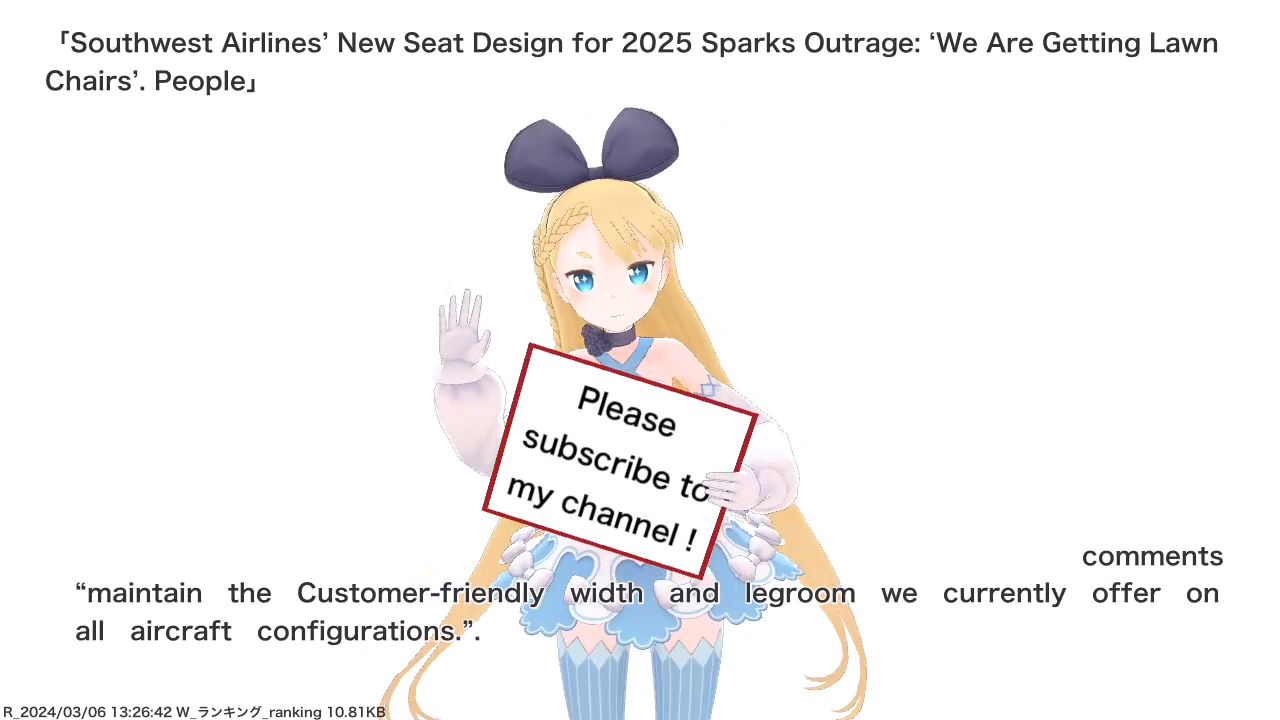 「Southwest Airlines’ New Seat Design for 2025 Sparks Outrage: ‘We Are Getting Lawn
Chairs’. People」
Please
subscribe to
my channel !
comments
“maintain the Customer-friendly width and legroom we currently offer on
all aircraft configurations.”.
R_2024/03/06 13:26:42 W_ランキング_ranking 10.81KB